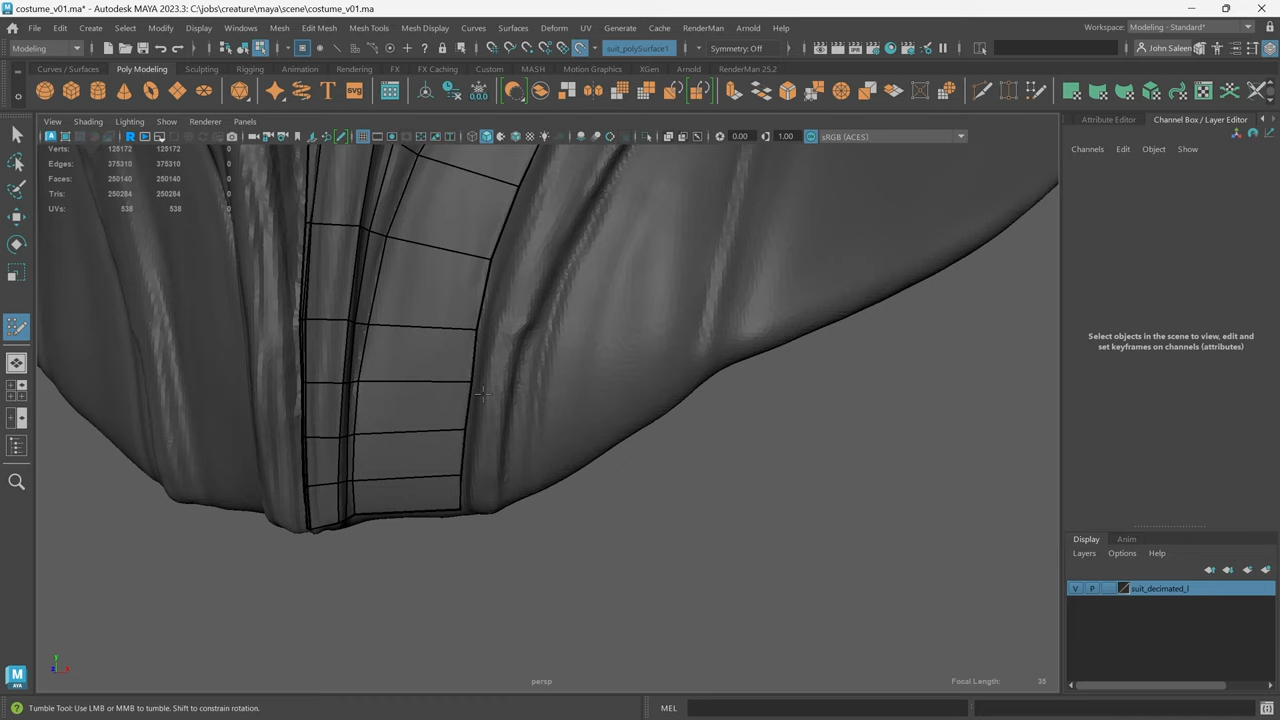 costume_v01.ma* - Autodesk MAYA 2023.3: C:\jobs\creature\maya\scene\costume_v01.ma
File Edit Create Select Modify Display Windows Mesh Edit Mesh Mesh Tools Mesh Display Curves Surfaces Deform UV Generate Cache RenderMan Arnold Help
Workspace: Modeling - Standard*
Modeling
suit_polySurface1
Symmetry: Off
John Saleen
Curves / Surfaces Poly Modeling Sculpting Rigging Animation Rendering FX FX Caching Custom MASH Motion Graphics XGen Arnold RenderMan 25.2
T SVG
0,0,0
View Shading Lighting Show Renderer Panels
0.00 1.00 sRGB (ACES)
Verts: 125172 125172 0
Edges: 375310 375310 0
Faces: 250140 250140 0
Tris: 250284 250284 0
UVs: 538 538 0
Attribute Editor Channel Box / Layer Editor
Channels Edit Object Show
Select objects in the scene to view, edit and
set keyframes on channels (attributes)
Display Anim
Layers Options Help
V P suit_decimated_l
y
z x
persp
Focal Length: 35
M
AYA
Tumble Tool: Use LMB or MMB to tumble. Shift to constrain rotation.
MEL